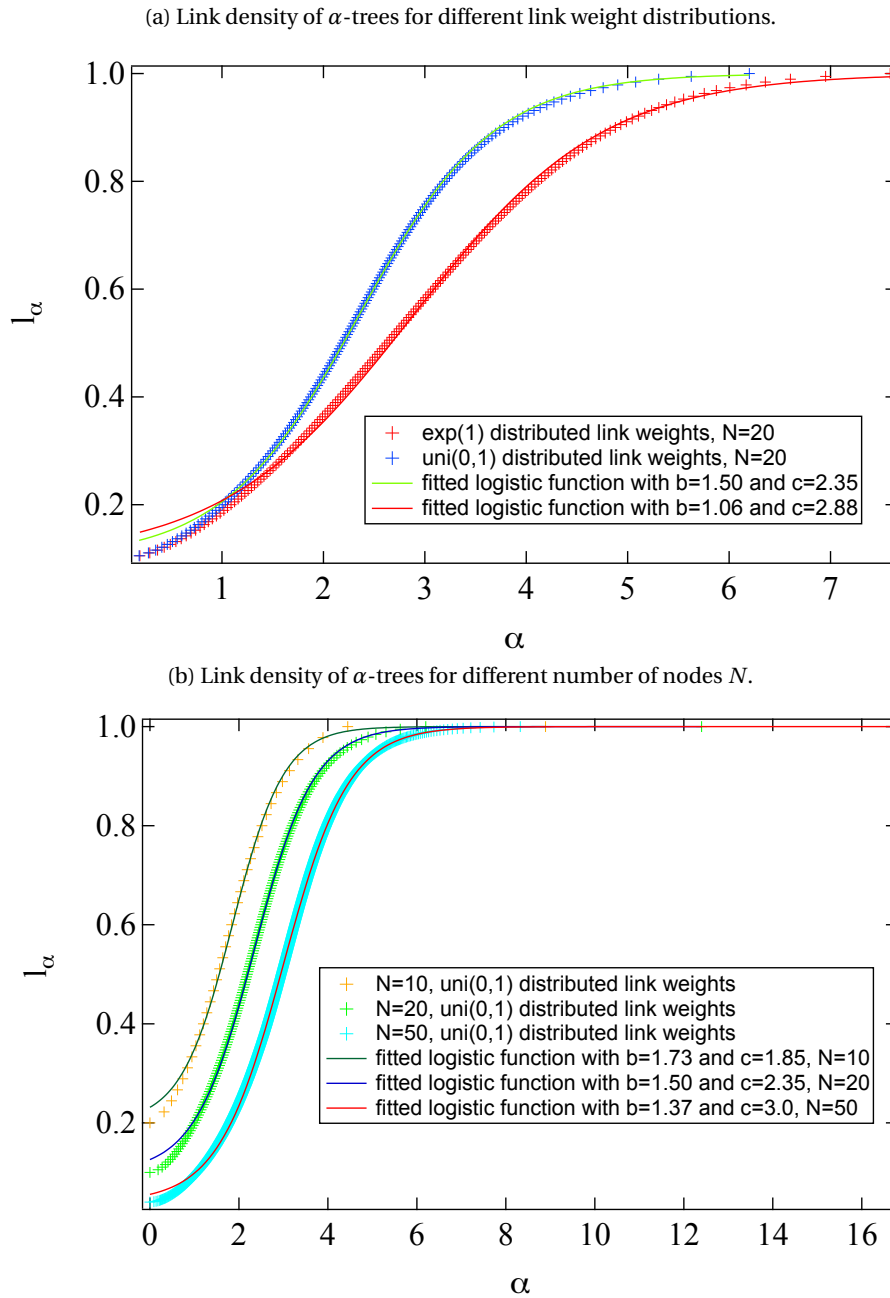 (a) Link density of α-trees for different link weight distributions.
1.0
0.8
0.6
lα
0.4
0.2
exp(1) distributed link weights, N=20
uni(0,1) distributed link weights, N=20
fitted logistic function with b=1.50 and c=2.35
fitted logistic function with b=1.06 and c=2.88
1 2 3 4 5 6 7
α
(b) Link density of α-trees for different number of nodes N.
1.0
0.8
0.6
lα
0.4
0.2
N=10, uni(0,1) distributed link weights
N=20, uni(0,1) distributed link weights
N=50, uni(0,1) distributed link weights
fitted logistic function with b=1.73 and c=1.85, N=10
fitted logistic function with b=1.50 and c=2.35, N=20
fitted logistic function with b=1.37 and c=3.0, N=50
0 2 4 6 8 10 12 14 16
α